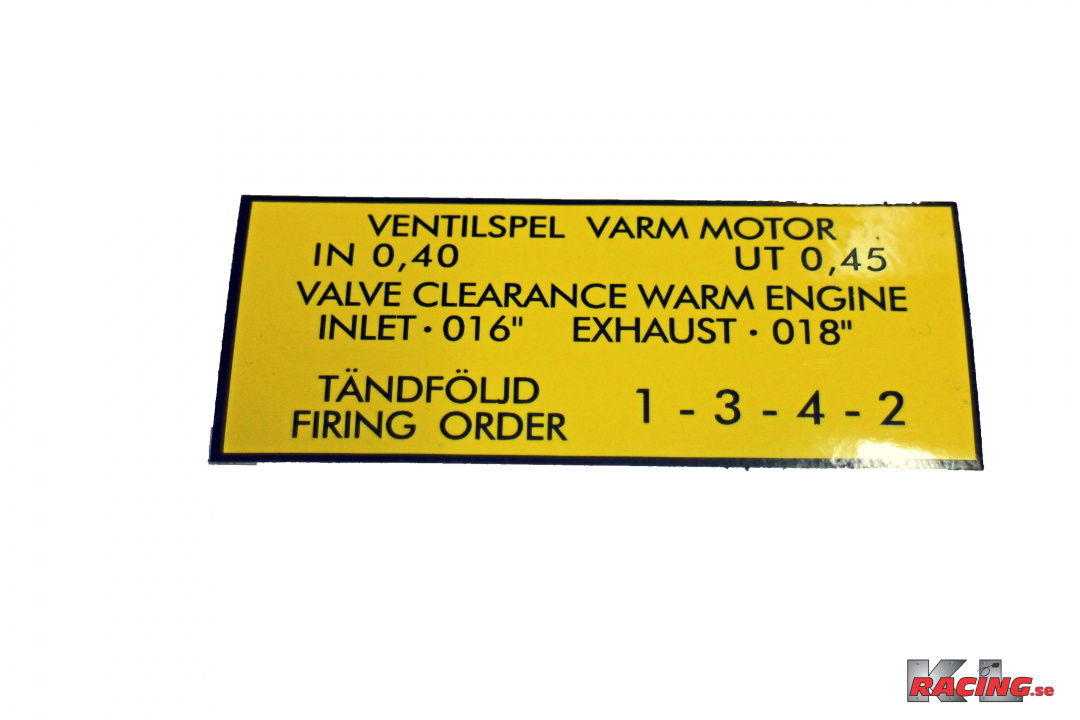 VENTILSPEL VARM MOTOR
IN 0,40 UT 0,45
VALVE CLEARANCE WARM ENGINE
INLET · 016" EXHAUST · 018"
TÄNDFÖLJD
FIRING ORDER 1 - 3 - 4 - 2
KL
RACING.se